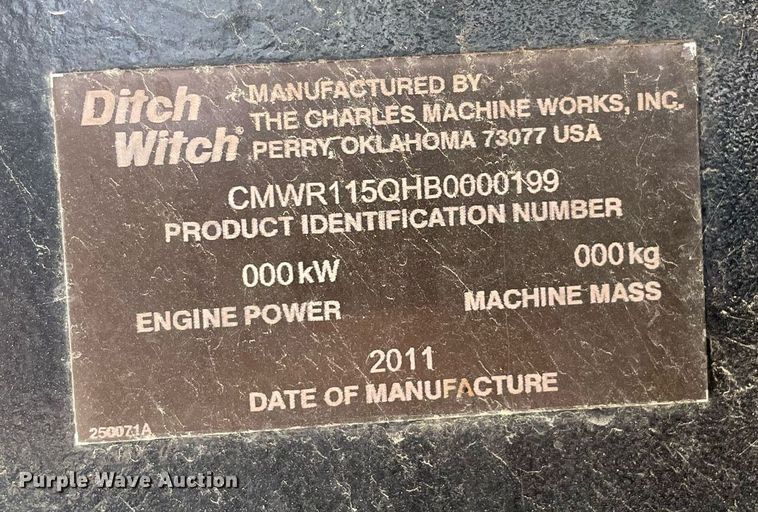 Ditch Witch®
MANUFACTURED BY
THE CHARLES MACHINE WORKS, INC.
PERRY, OKLAHOMA 73077 USA
CMWR115QHB0000199
PRODUCT IDENTIFICATION NUMBER
000kW
ENGINE POWER
000kg
MACHINE MASS
2011
DATE OF MANUFACTURE
250071A
Purple Wave Auction